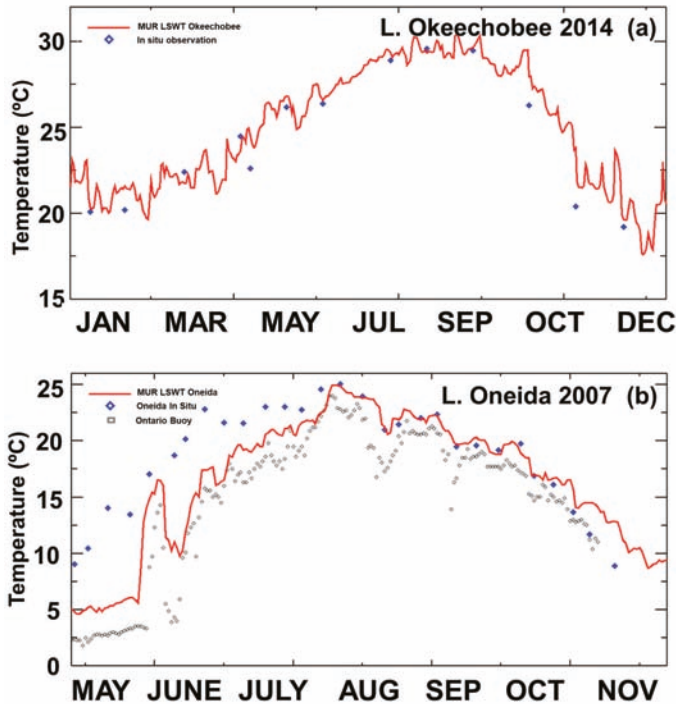 L. Okeechobee 2014 (a)
MUR LSWT Okeechobee
In situ observation
Temperature (ºC)
30
25
20
15
JAN MAR MAY JUL SEP OCT DEC
L. Oneida 2007 (b)
MUR LSWT Oneida
Oneida In Situ
Ontario Buoy
Temperature (ºC)
25
20
15
10
5
0
MAY JUNE JULY AUG SEP OCT NOV